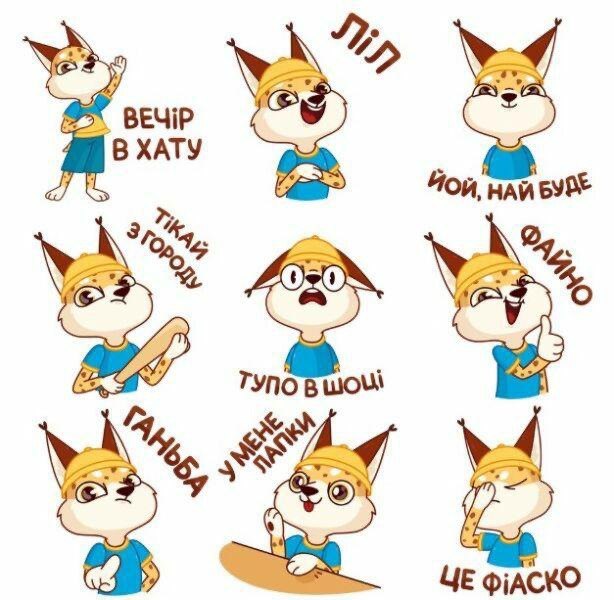 ВЕЧІР
В ХАТУ
ЛІЛ
ЙОЙ, НАЙ БУДЕ
ТІКАЙ
З ГОРОДУ
ТУПО В ШОЦІ
ФАЙНО
ГАНЬБА
У МЕНЕ
ЛАПКИ
ЦЕ ФІАСКО